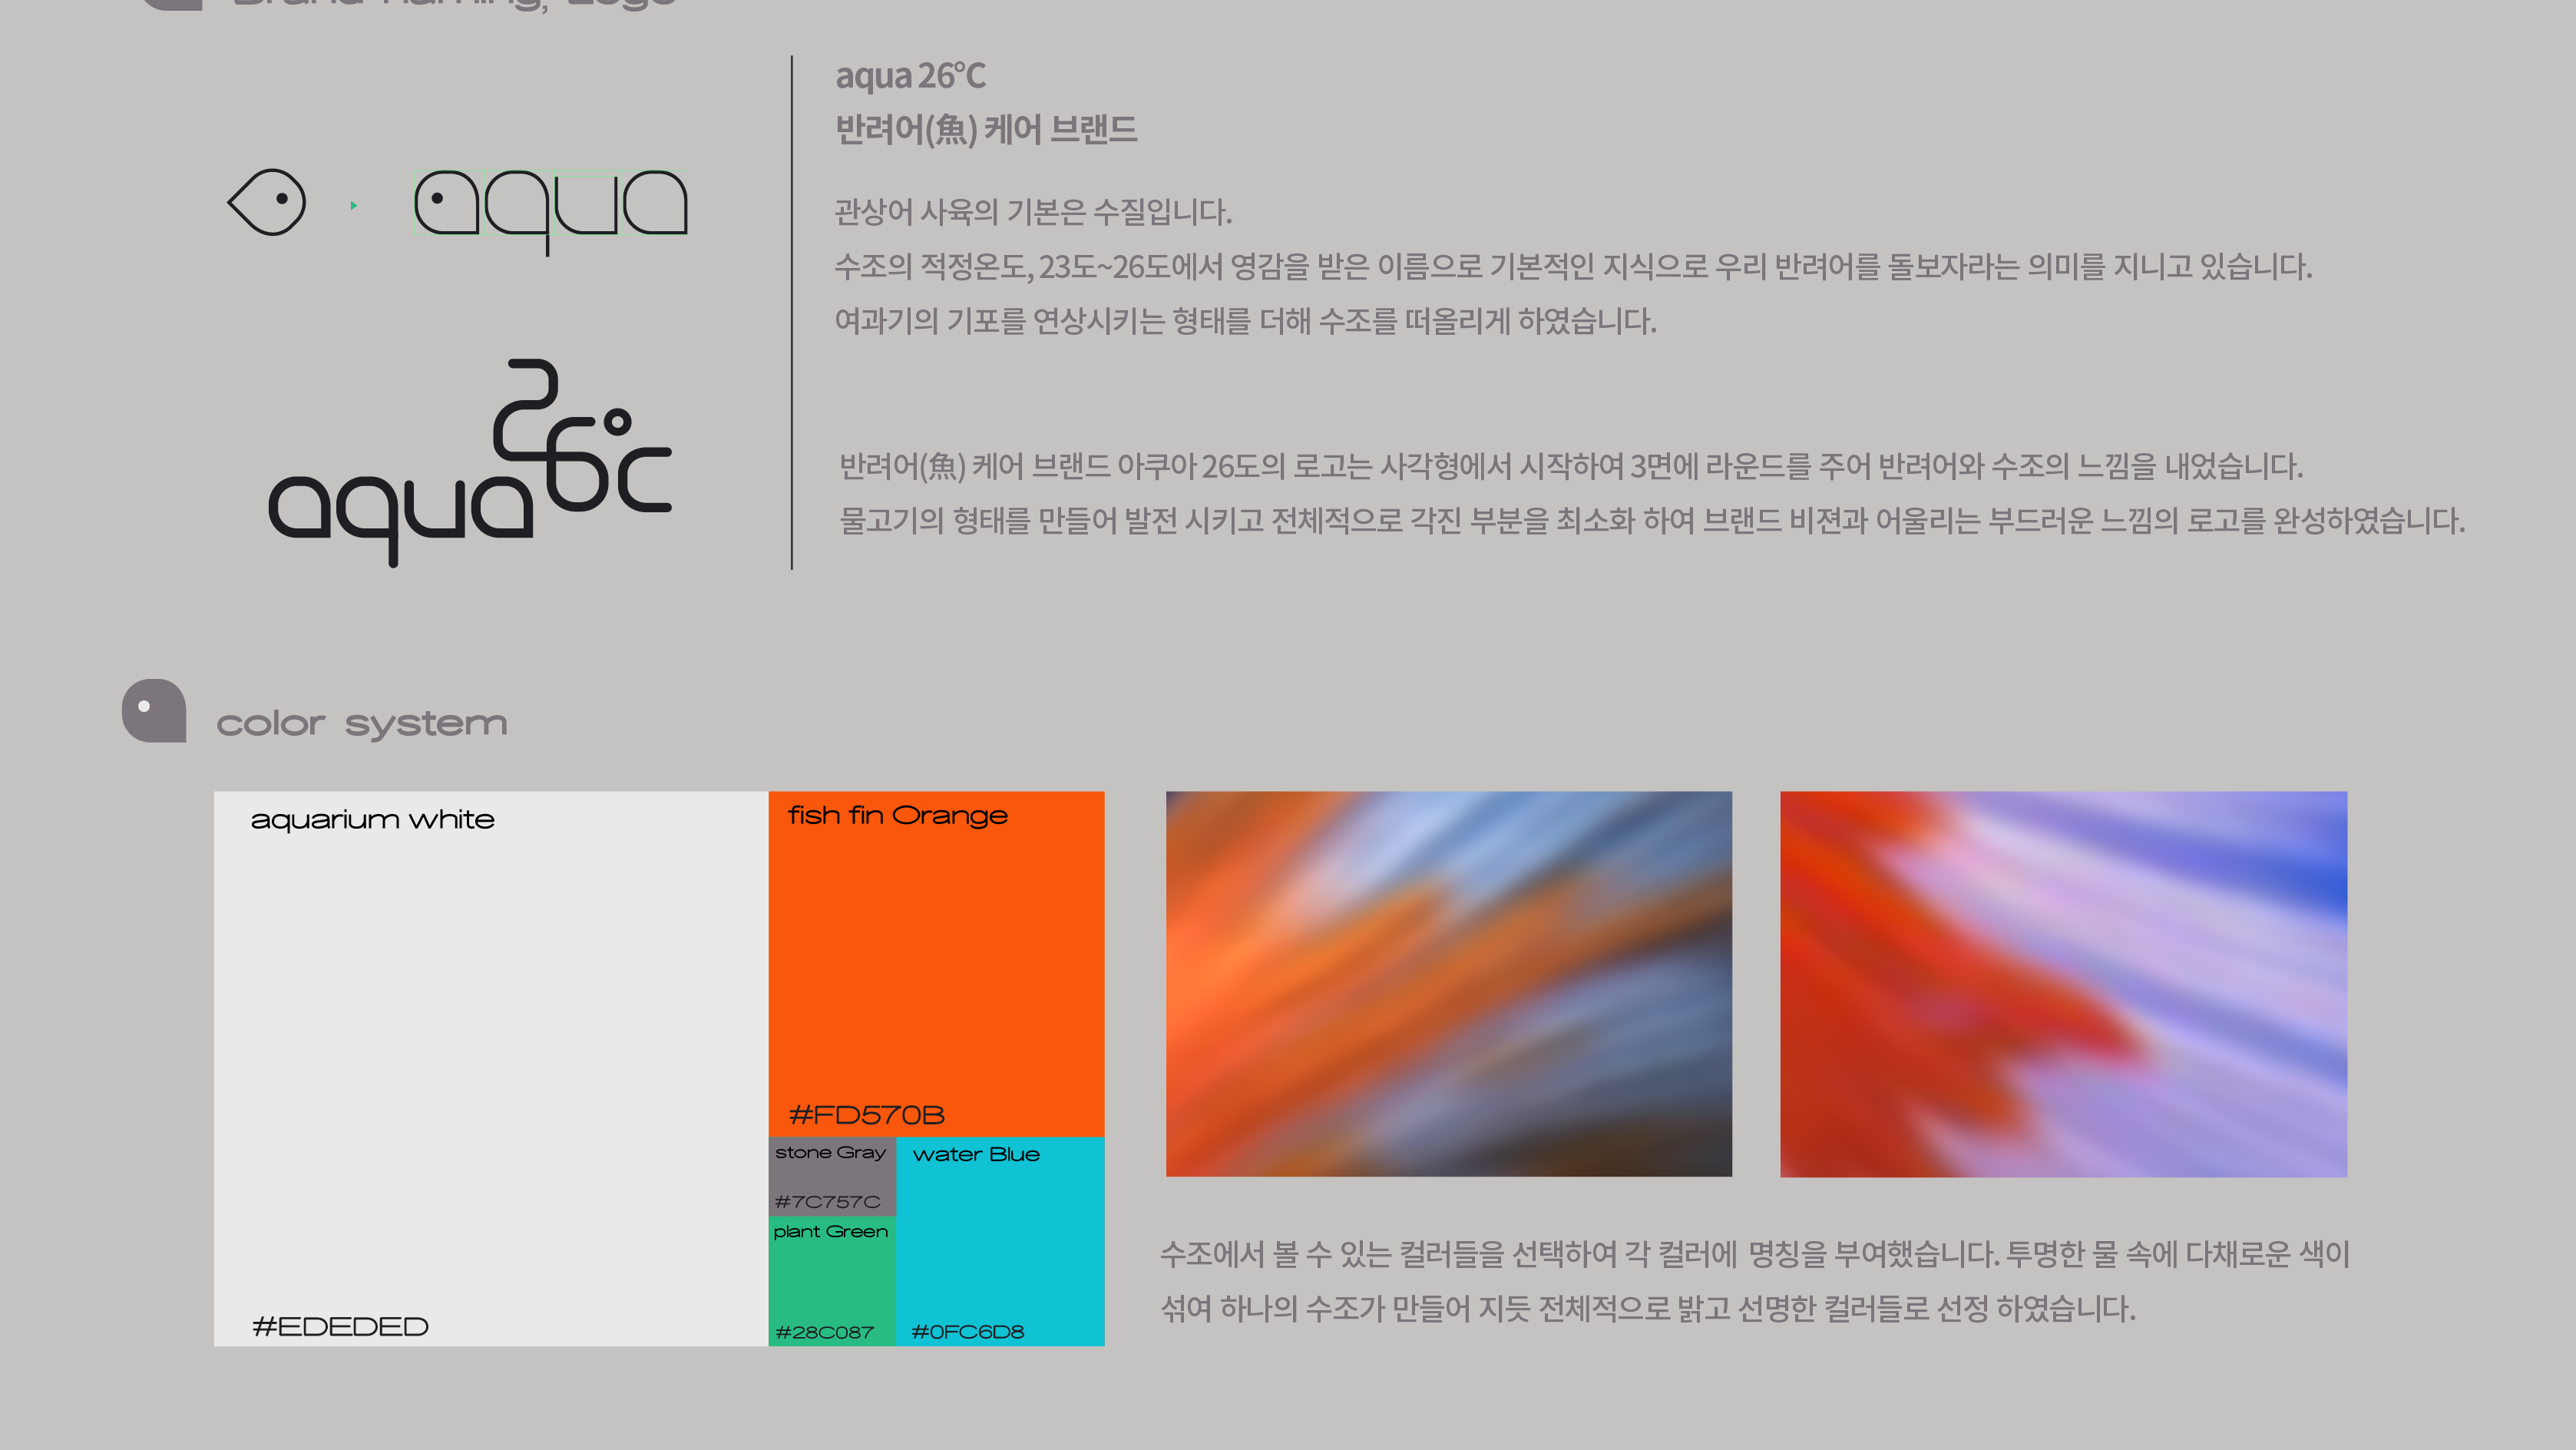 Brand naming, Logo
aqua 26°C
반려어(魚) 케어 브랜드
관상어 사육의 기본은 수질입니다.
수조의 적정온도, 23도~26도에서 영감을 받은 이름으로 기본적인 지식으로 우리 반려어를 돌보자라는 의미를 지니고 있습니다.
여과기의 기포를 연상시키는 형태를 더해 수조를 떠올리게 하였습니다.
aqua
aqua26°c
반려어(魚) 케어 브랜드 아쿠아 26도의 로고는 사각형에서 시작하여 3면에 라운드를 주어 반려어와 수조의 느낌을 내었습니다.
물고기의 형태를 만들어 발전 시키고 전체적으로 각진 부분을 최소화 하여 브랜드 비젼과 어울리는 부드러운 느낌의 로고를 완성하였습니다.
color system
aquarium white
#EDEDED
fish fin Orange
#FD570B
stone Gray
#7C757C
plant Green
#28C087
water Blue
#0FC6D8
수조에서 볼 수 있는 컬러들을 선택하여 각 컬러에 명칭을 부여했습니다. 투명한 물 속에 다채로운 색이
섞여 하나의 수조가 만들어 지듯 전체적으로 밝고 선명한 컬러들로 선정 하였습니다.